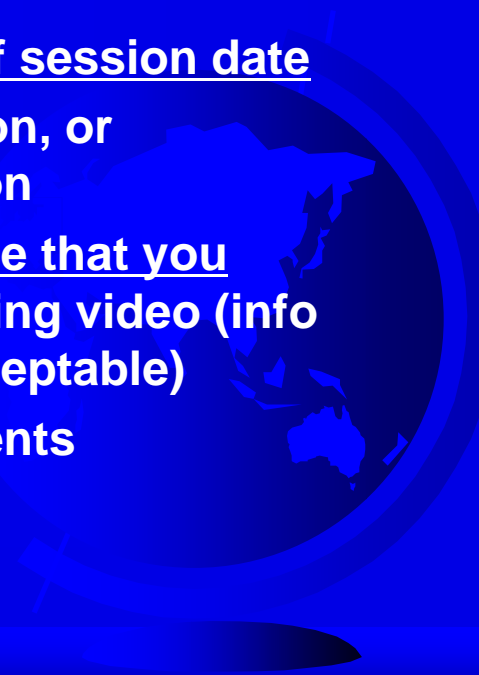 f session date
on, or
on
e that you
ing video (info
eptable)
ents